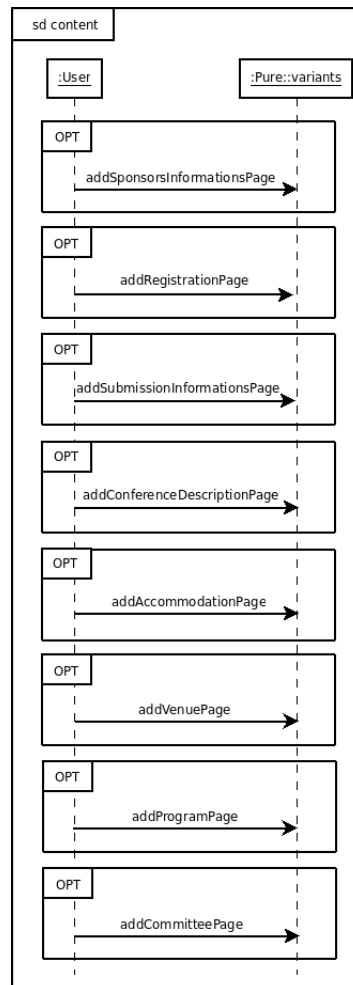 sd content
:User :Pure::variants
OPT
addSponsorsInformationsPage
OPT
addRegistrationPage
OPT
addSubmissionInformationsPage
OPT
addConferenceDescriptionPage
OPT
addAccommodationPage
OPT
addVenuePage
OPT
addProgramPage
OPT
addCommitteePage